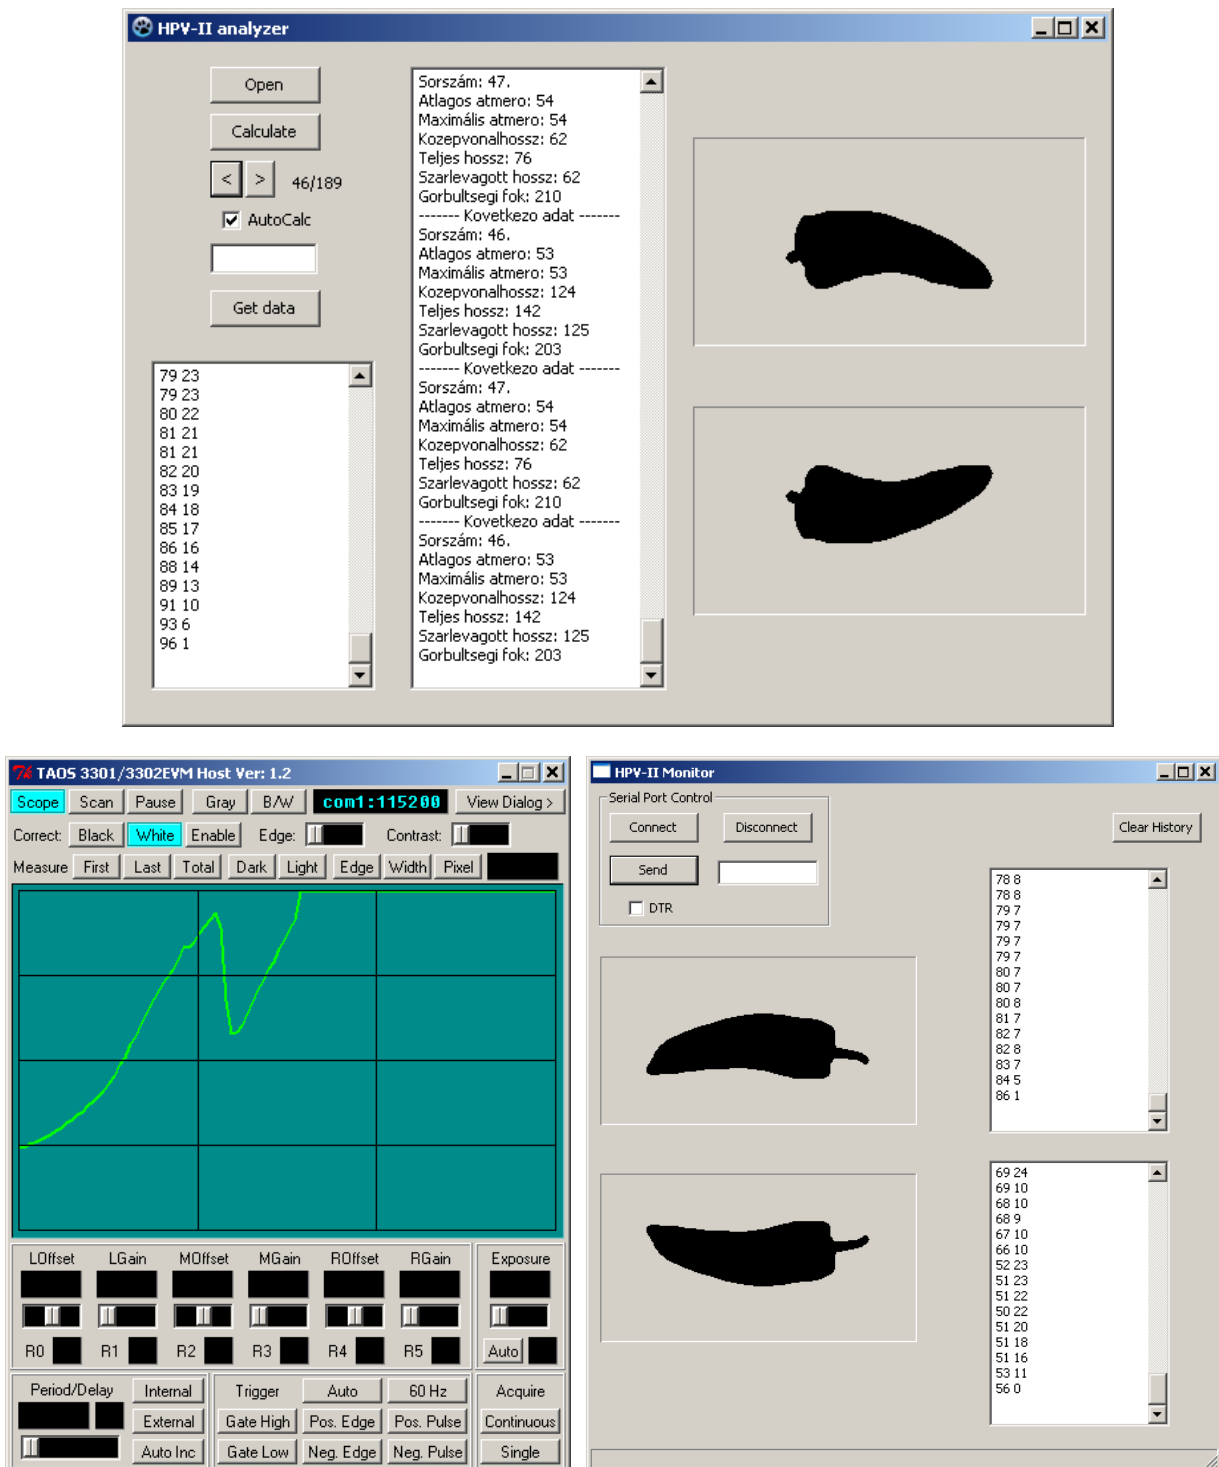 HPV-II analyzer
Open
Calculate
< > 46/189
AutoCalc
Get data
79 23
79 23
80 22
81 21
81 21
82 20
83 19
84 18
85 17
86 16
88 14
89 13
91 10
93 6
96 1
Sorszám: 47.
Atlagos atmero: 54
Maximális atmero: 54
Kozepvonalhossz: 62
Teljes hossz: 76
Szarlevagott hossz: 62
Gorbultsegi fok: 210
------- Kovetkezo adat -------
Sorszám: 46.
Atlagos atmero: 53
Maximális atmero: 53
Kozepvonalhossz: 124
Teljes hossz: 142
Szarlevagott hossz: 125
Gorbultsegi fok: 203
------- Kovetkezo adat -------
Sorszám: 47.
Atlagos atmero: 54
Maximális atmero: 54
Kozepvonalhossz: 62
Teljes hossz: 76
Szarlevagott hossz: 62
Gorbultsegi fok: 210
------- Kovetkezo adat -------
Sorszám: 46.
Atlagos atmero: 53
Maximális atmero: 53
Kozepvonalhossz: 124
Teljes hossz: 142
Szarlevagott hossz: 125
Gorbultsegi fok: 203
TAOS 3301/3302EVM Host Ver: 1.2
Scope Scan Pause Gray B/W com1:115200 View Dialog >
Correct: Black White Enable Edge: Contrast:
Measure First Last Total Dark Light Edge Width Pixel
LOffset LGain MOffset MGain ROffset RGain Exposure
R0 R1 R2 R3 R4 R5 Auto
Period/Delay Internal Trigger Auto 60 Hz Acquire
External Gate High Pos. Edge Pos. Pulse Continuous
Auto Inc Gate Low Neg. Edge Neg. Pulse Single
HPV-II Monitor
Serial Port Control
Connect Disconnect Clear History
Send
DTR
78 8
78 8
79 7
79 7
79 7
79 7
80 7
80 7
80 8
81 7
82 7
82 8
83 7
84 5
86 1
69 24
69 10
68 10
68 9
67 10
66 10
52 23
51 23
51 22
50 22
51 20
51 18
51 16
53 11
56 0